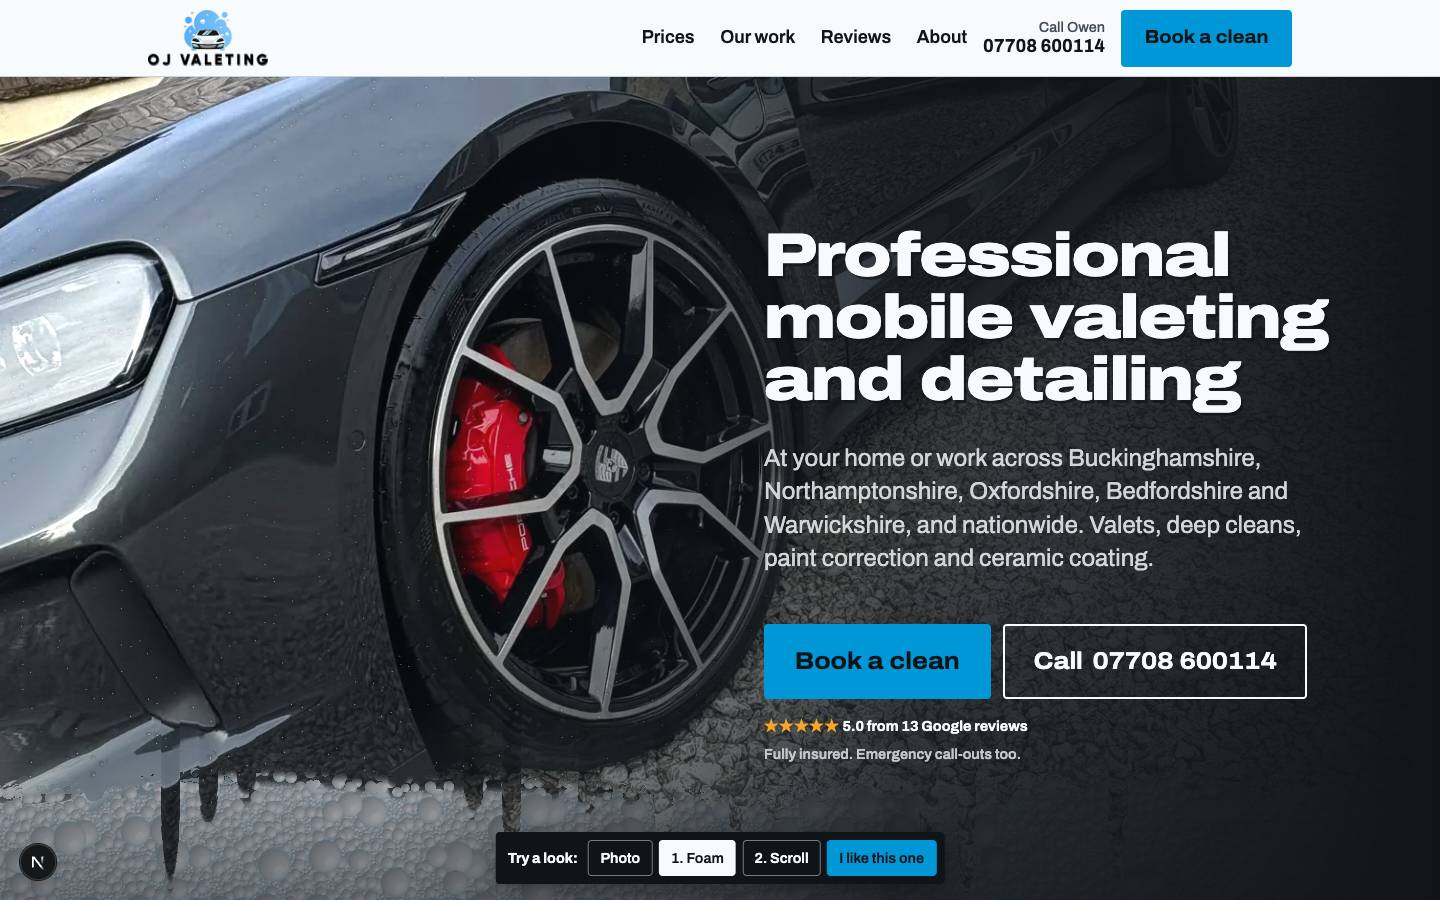 OJ VALETING
Prices
Our work
Reviews
About
Call Owen
07708 600114
Book a clean
Professional
mobile valeting
and detailing
At your home or work across Buckinghamshire,
Northamptonshire, Oxfordshire, Bedfordshire and
Warwickshire, and nationwide. Valets, deep cleans,
paint correction and ceramic coating.
Book a clean
Call 07708 600114
★★★★★ 5.0 from 13 Google reviews
Fully insured. Emergency call-outs too.
Try a look:
Photo
1. Foam
2. Scroll
I like this one
N